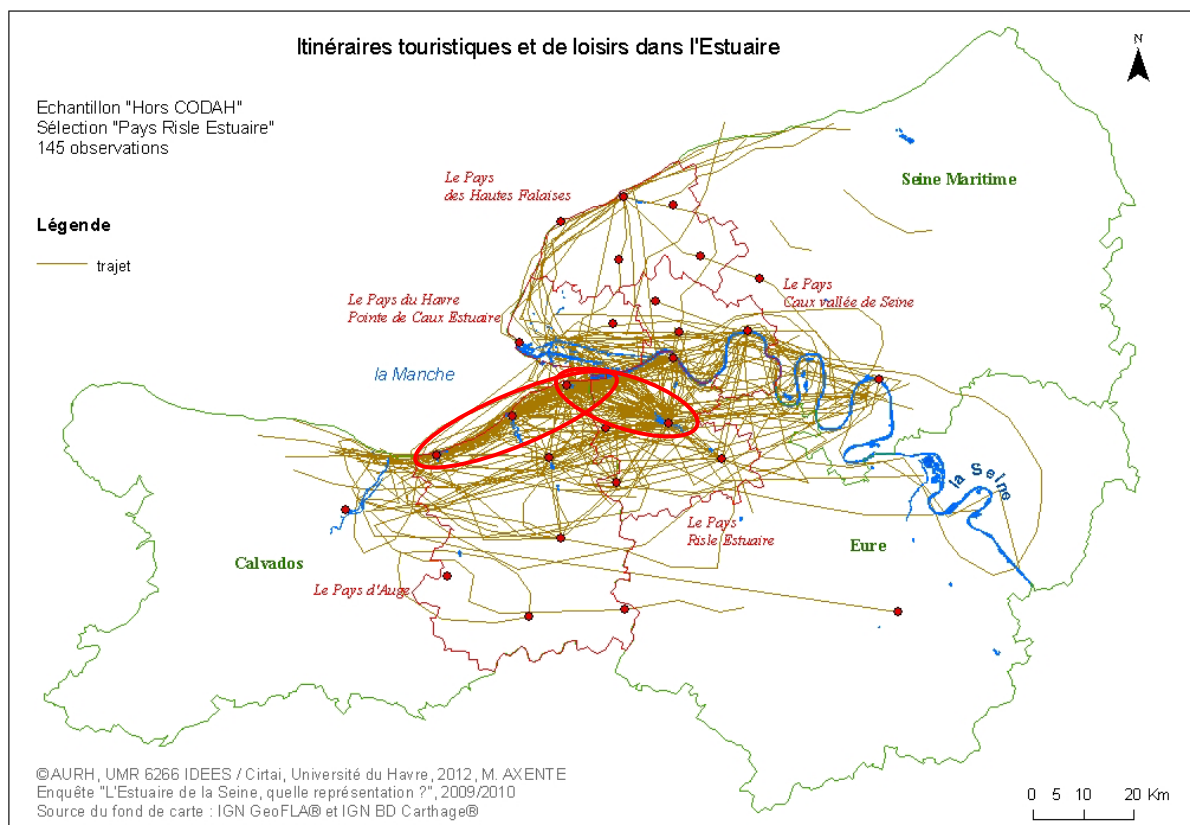 Itinéraires touristiques et de loisirs dans l'Estuaire
N
Echantillon "Hors CODAH"
Sélection "Pays Risle Estuaire"
145 observations
Le Pays
des Hautes Falaises
Seine Maritime
Légende
trajet
Le Pays du Havre
Pointe de Caux Estuaire
Le Pays
Caux vallée de Seine
la Manche
la Seine
Le Pays
Risle Estuaire
Eure
Calvados
Le Pays d'Auge
©AURH, UMR 6266 IDEES / Cirtai, Université du Havre, 2012, M. AXENTE
Enquête "L'Estuaire de la Seine, quelle représentation ?", 2009/2010
Source du fond de carte : IGN GeoFLA® et IGN BD Carthage®
0 5 10 20 Km